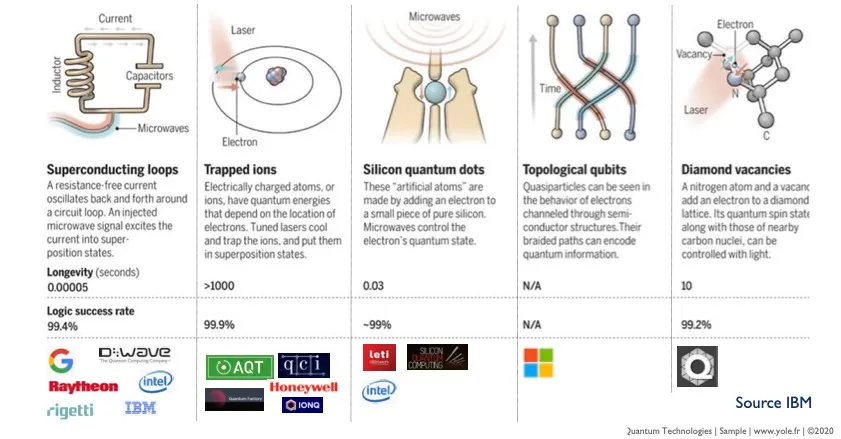 Current
Inductor
Capacitors
Microwaves
Superconducting loops
A resistance-free current
oscillates back and forth around
a circuit loop. An injected
microwave signal excites the
current into super-
position states.
Longevity (seconds)
0.00005
Logic success rate
99.4%
G
D:wave
The Quantum Computing Company™
Raytheon
intel
rigetti
IBM
Laser
Electron
Trapped ions
Electrically charged atoms, or
ions, have quantum energies
that depend on the location of
electrons. Tuned lasers cool
and trap the ions, and put them
in superposition states.
>1000
99.9%
AQT
qci
Quantum Factory
Honeywell
IONQ
Microwaves
Silicon quantum dots
These “artificial atoms” are
made by adding an electron to
a small piece of pure silicon.
Microwaves control the
electron’s quantum state.
0.03
~99%
leti
SILICON
QUANTUM
COMPUTING
intel
Time
Topological qubits
Quasiparticles can be seen in
the behavior of electrons
channeled through semi-
conductor structures.Their
braided paths can encode
quantum information.
N/A
N/A
Electron
Vacancy
N
Laser
C
Diamond vacancies
A nitrogen atom and a vacanc
add an electron to a diamond
lattice. Its quantum spin state
along with those of nearby
carbon nuclei, can be
controlled with light.
10
99.2%
Q
Source IBM
Quantum Technologies | Sample | www.yole.fr | ©2020